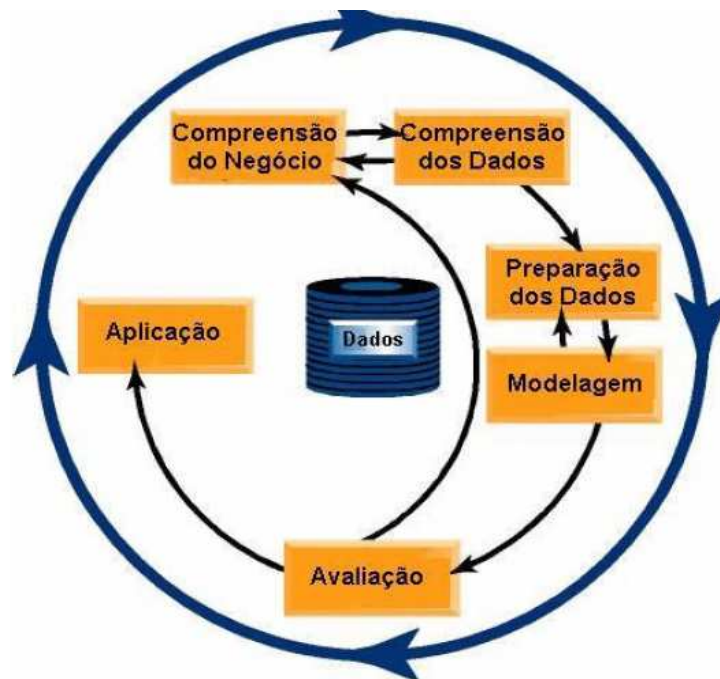 Compreensão
do Negócio
Compreensão
dos Dados
Preparação
dos Dados
Dados
Aplicação
Modelagem
Avaliação